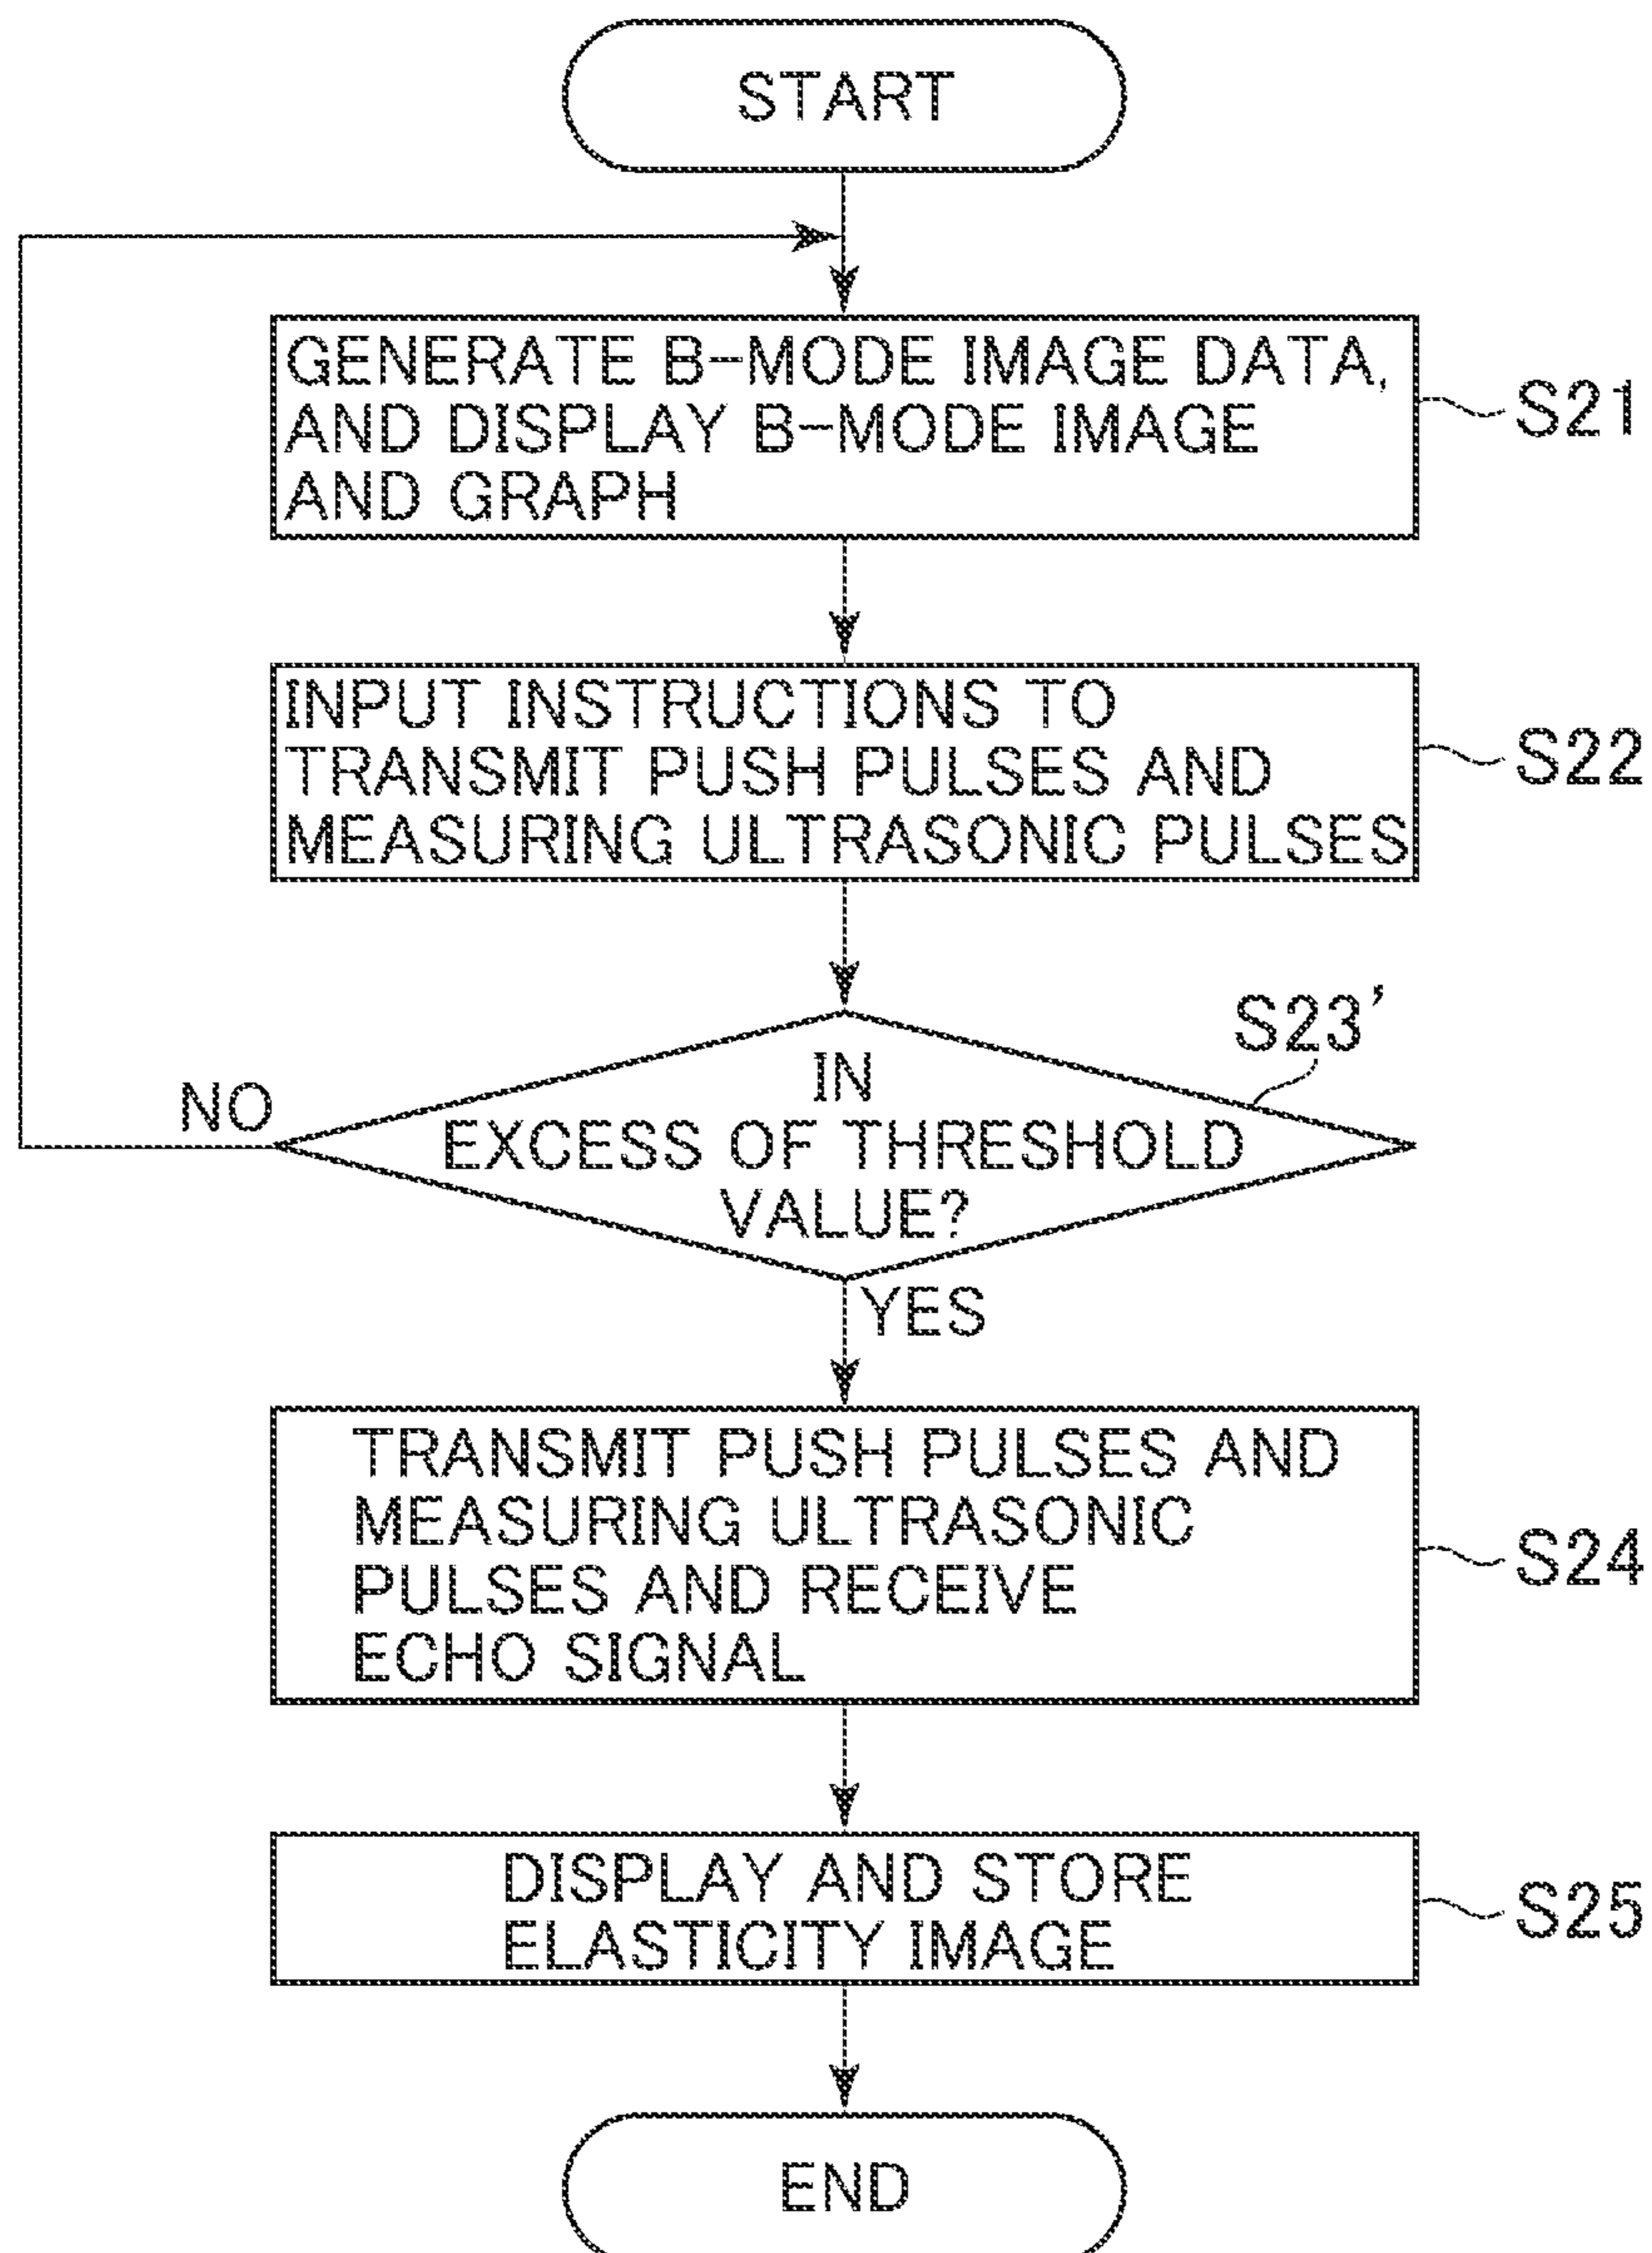 START
GENERATE B-MODE IMAGE DATA,
AND DISPLAY B-MODE IMAGE
AND GRAPH
S21
INPUT INSTRUCTIONS TO
TRANSMIT PUSH PULSES AND
MEASURING ULTRASONIC PULSES
S22
S23'
IN
EXCESS OF THRESHOLD
VALUE?
NO
YES
TRANSMIT PUSH PULSES AND
MEASURING ULTRASONIC
PULSES AND RECEIVE
ECHO SIGNAL
S24
DISPLAY AND STORE
ELASTICITY IMAGE
S25
END